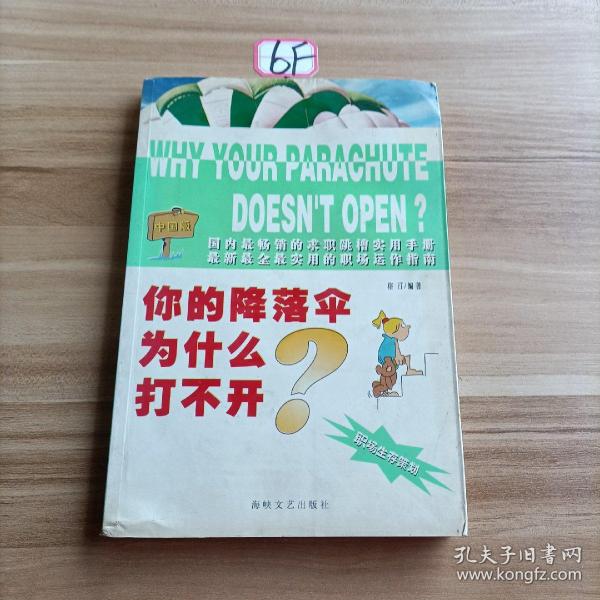 6F
WHY YOUR PARACHUTE
DOESN'T OPEN?
中国版
国内最畅销的求职跳槽实用手册
最新最全最实用的职场运作指南
编著
你的降落伞
为什么
打不开
?
职场生存策划
海峡文艺出版社
孔夫子旧书网
www.kongfz.com